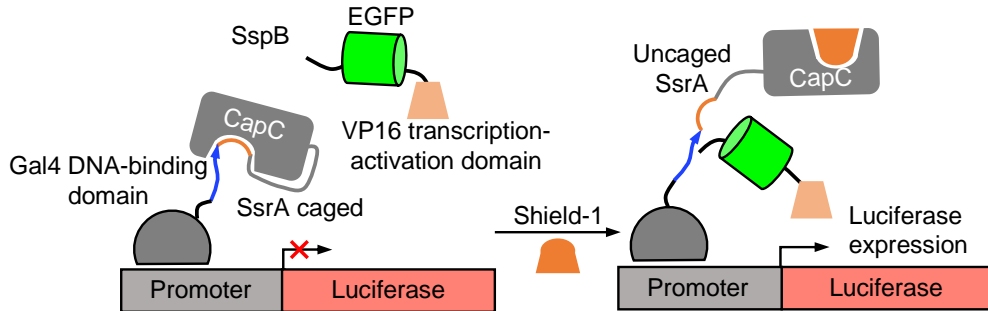 EGFP
SspB
CapC
VP16 transcription-
activation domain
Gal4 DNA-binding
domain
SsrA caged
Promoter
Luciferase
Shield-1
Uncaged
SsrA
CapC
Luciferase
expression
Promoter
Luciferase